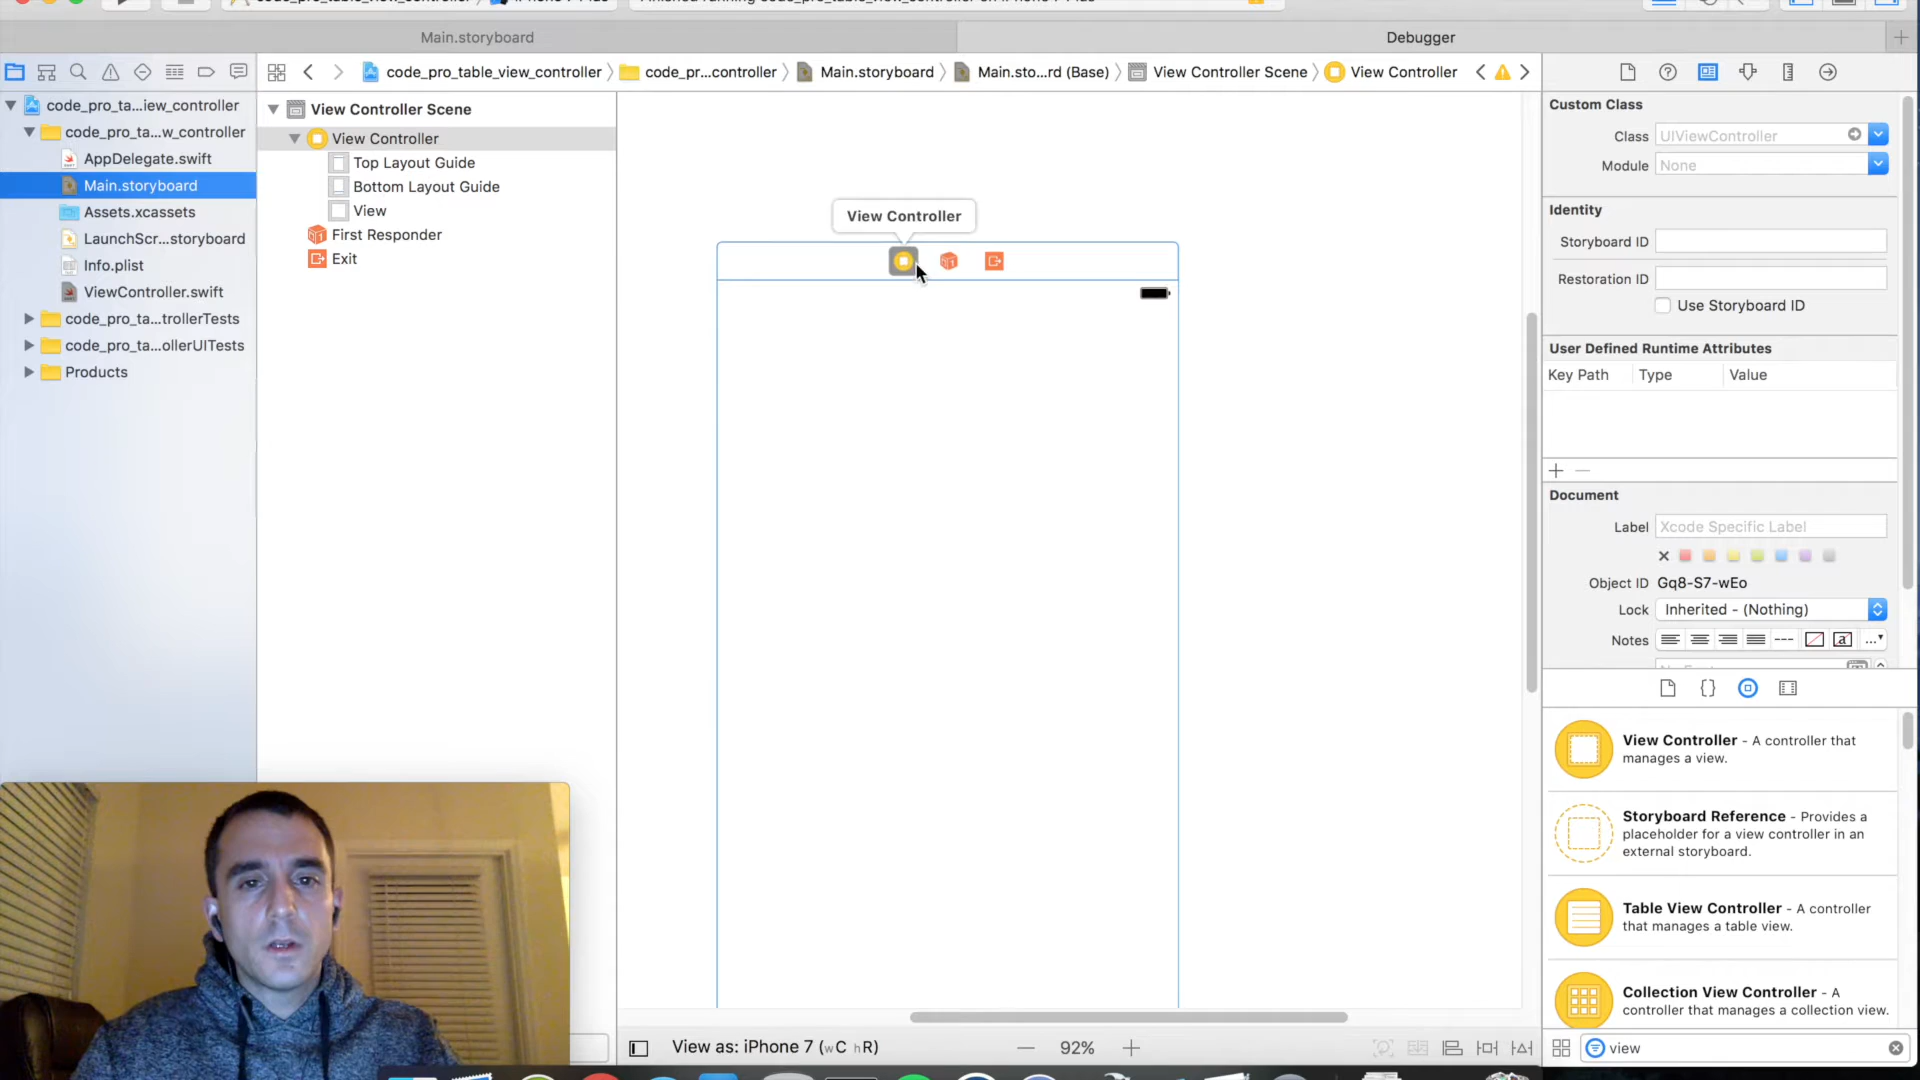 Main.storyboard
Debugger
code_pro_table_view_controller
code_pr...controller
Main.storyboard
Main.sto...rd (Base)
View Controller Scene
View Controller
code_pro_ta...iew_controller
code_pro_ta...w_controller
AppDelegate.swift
Main.storyboard
Assets.xcassets
LaunchScr...storyboard
Info.plist
ViewController.swift
code_pro_ta...trollerTests
code_pro_ta...ollerUITests
Products
View Controller Scene
View Controller
Top Layout Guide
Bottom Layout Guide
View
First Responder
Exit
View Controller
View as: iPhone 7 (wC hR)
92%
Custom Class
Class UIViewController
Module None
Identity
Storyboard ID
Restoration ID
Use Storyboard ID
User Defined Runtime Attributes
Key Path Type Value
Document
Label Xcode Specific Label
Object ID Gq8-S7-wEo
Lock Inherited - (Nothing)
Notes
View Controller - A controller that
manages a view.
Storyboard Reference - Provides a
placeholder for a view controller in an
external storyboard.
Table View Controller - A controller
that manages a table view.
Collection View Controller - A
controller that manages a collection view.
view